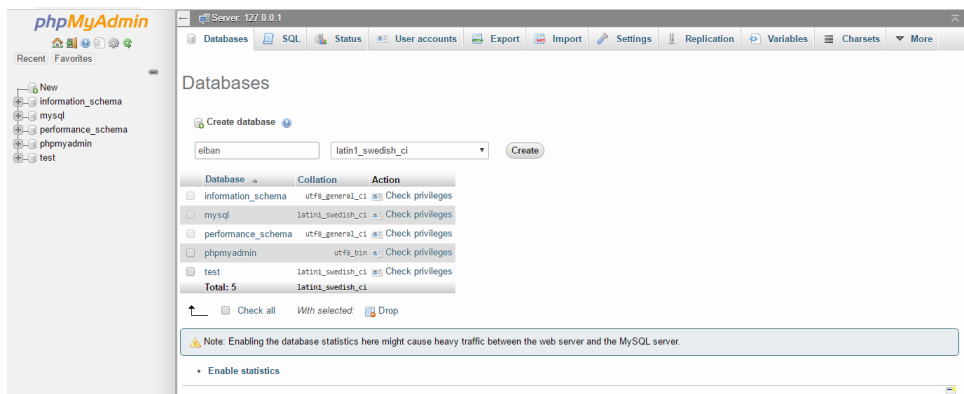 phpMyAdmin
Recent Favorites
New
information_schema
mysql
performance_schema
phpmyadmin
test
Server: 127.0.0.1
Databases SQL Status User accounts Export Import Settings Replication Variables Charsets More
Databases
Create database
elban latin1_swedish_ci Create
Database Collation Action
information_schema utf8_general_ci Check privileges
mysql latin1_swedish_ci Check privileges
performance_schema utf8_general_ci Check privileges
phpmyadmin utf8_bin Check privileges
test latin1_swedish_ci Check privileges
Total: 5 latin1_swedish_ci
Check all With selected: Drop
Note: Enabling the database statistics here might cause heavy traffic between the web server and the MySQL server.
• Enable statistics